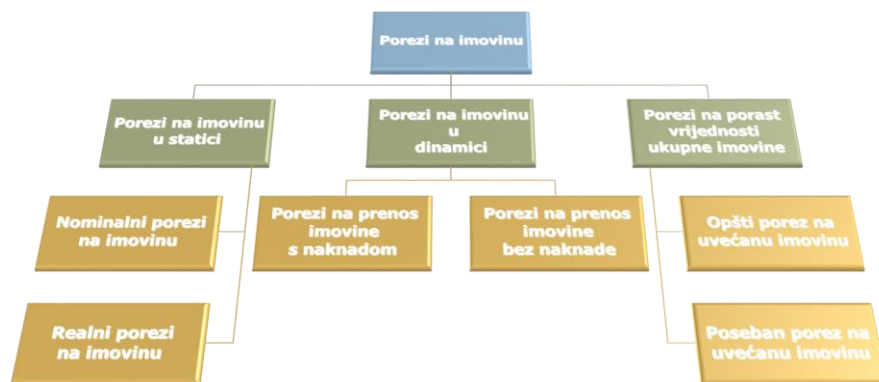 Porezi na imovinu
Porezi na imovinu
u statici
Porezi na imovinu
u
dinamici
Porezi na porast
vrijednosti
ukupne imovine
Nominalni porezi
na imovinu
Porezi na prenos
imovine
s naknadom
Porezi na prenos
imovine
bez naknade
Opšti porez na
uvećanu imovinu
Realni porezi
na imovinu
Poseban porez na
uvećanu imovinu